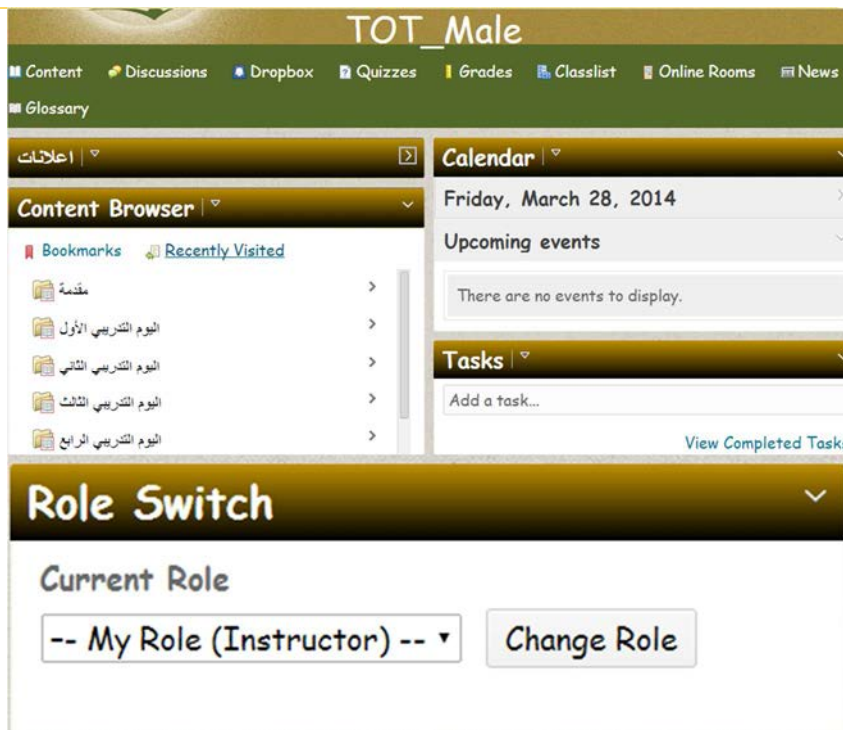 TOT_Male
Content Discussions Dropbox Quizzes Grades Classlist Online Rooms News
Glossary
اعلانات
Content Browser
Bookmarks Recently Visited
مقدمة
اليوم التدريبي الأول
اليوم التدريبي الثاني
اليوم التدريبي الثالث
اليوم التدريبي الرابع
Calendar
Friday, March 28, 2014
Upcoming events
There are no events to display.
Tasks
Add a task...
View Completed Tasks
Role Switch
Current Role
-- My Role (Instructor) -- Change Role